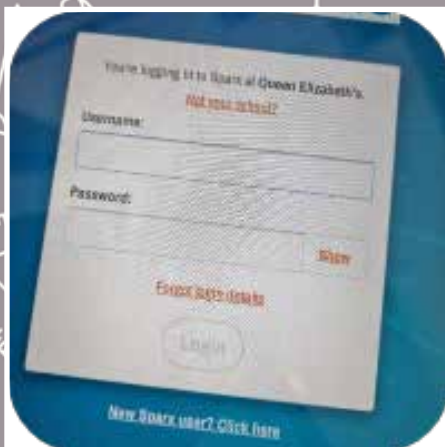 You're logging in to Sparx at Queen Elizabeth's.
Not your school?
Username:
Password:
Show
Forgot login details
Login
New Sparx user? Click here